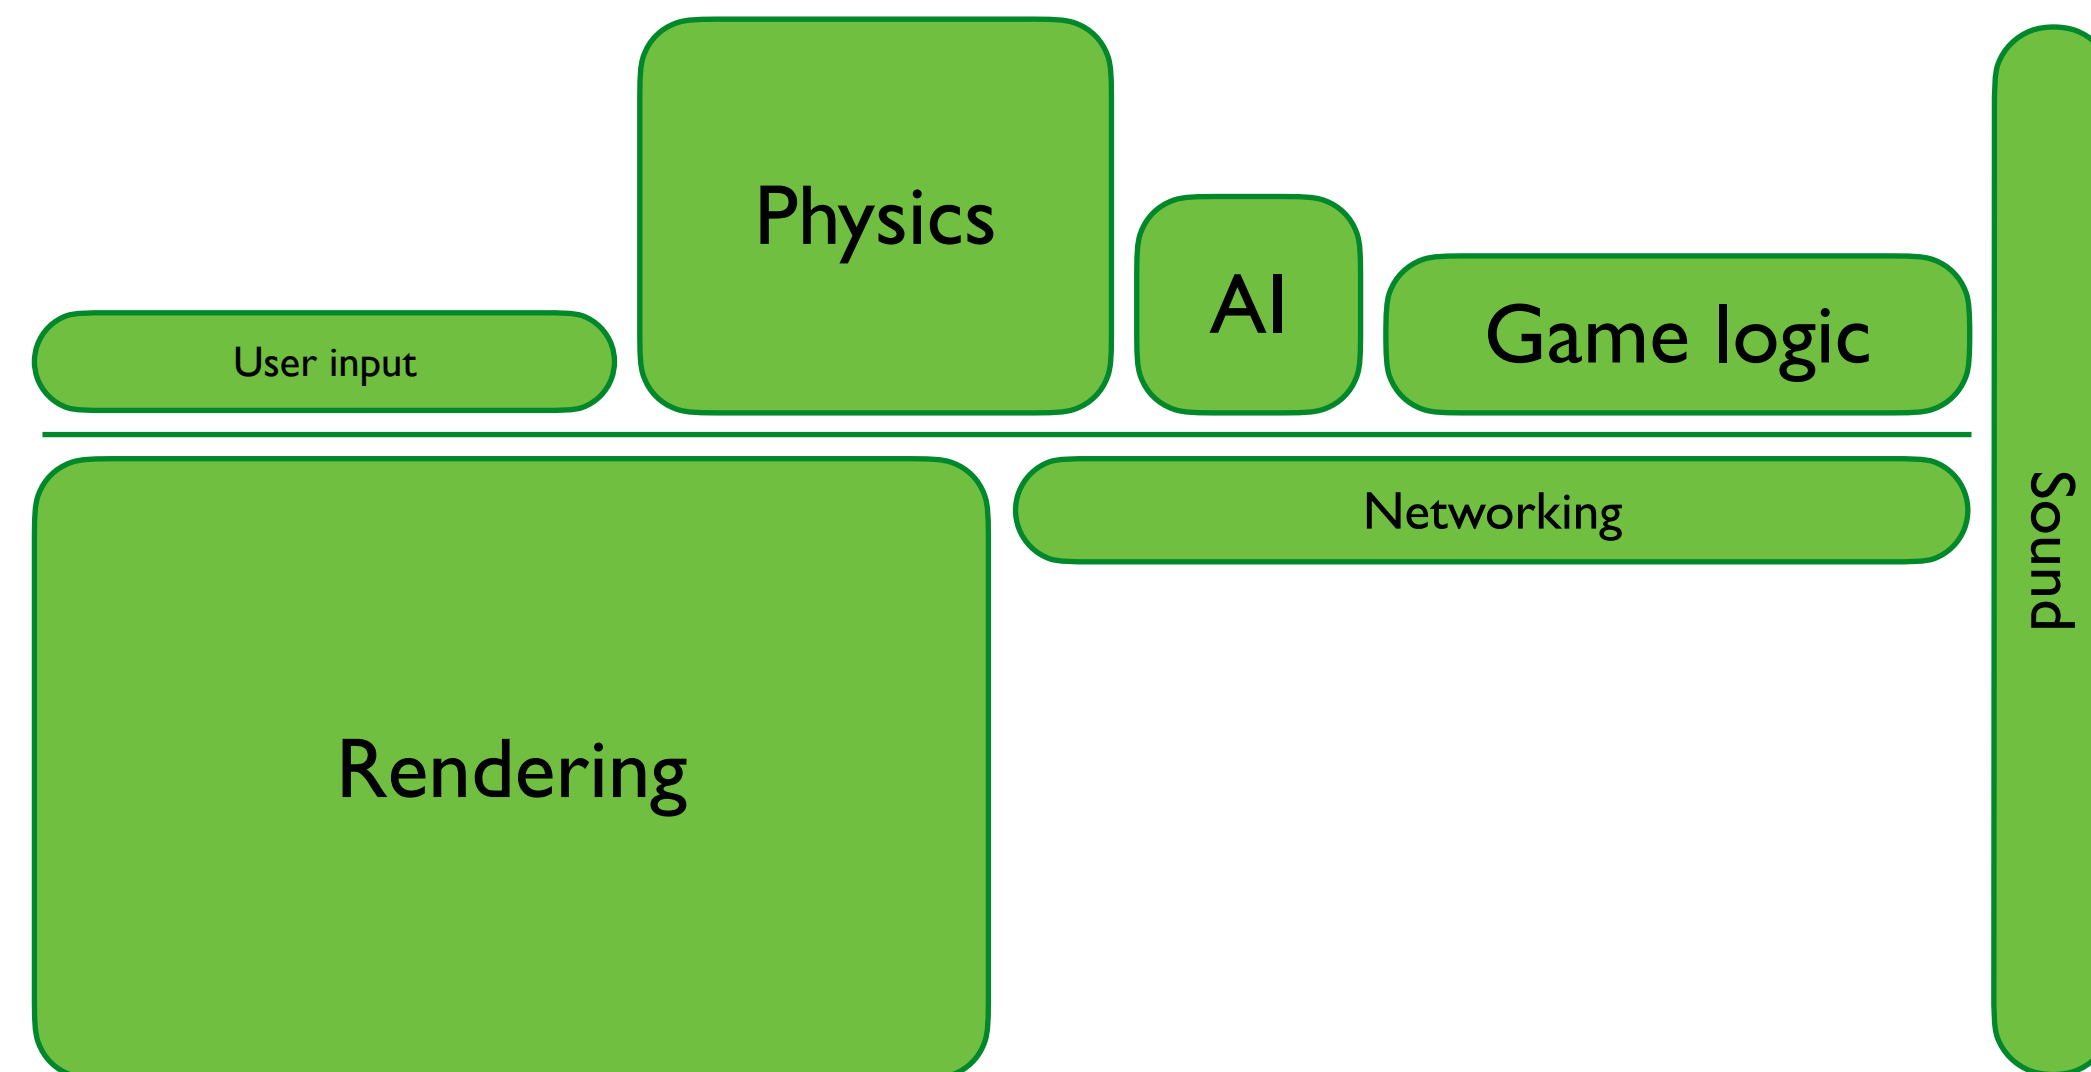 Physics
AI
Game logic
User input
Networking
Sound
Rendering